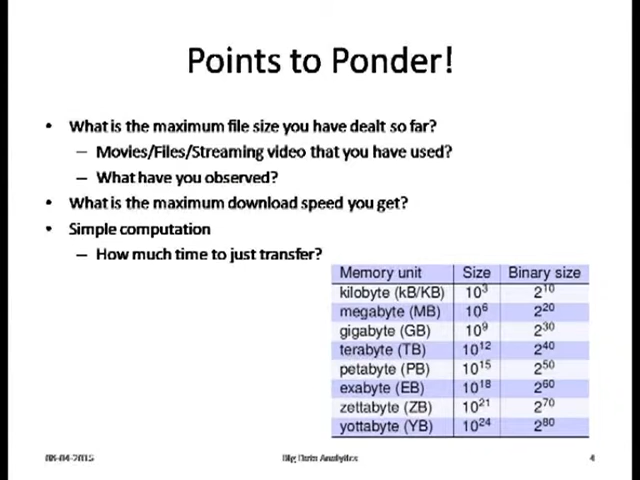 Points to Ponder!
• What is the maximum file size you have dealt so far?
– Movies/Files/Streaming video that you have used?
– What have you observed?
• What is the maximum download speed you get?
• Simple computation
– How much time to just transfer?
Memory unit Size Binary size
kilobyte (kB/KB) 10³ 2¹⁰
megabyte (MB) 10⁶ 2²⁰
gigabyte (GB) 10⁹ 2³⁰
terabyte (TB) 10¹² 2⁴⁰
petabyte (PB) 10¹⁵ 2⁵⁰
exabyte (EB) 10¹⁸ 2⁶⁰
zettabyte (ZB) 10²¹ 2⁷⁰
yottabyte (YB) 10²⁴ 2⁸⁰
Big Data Analytics 4